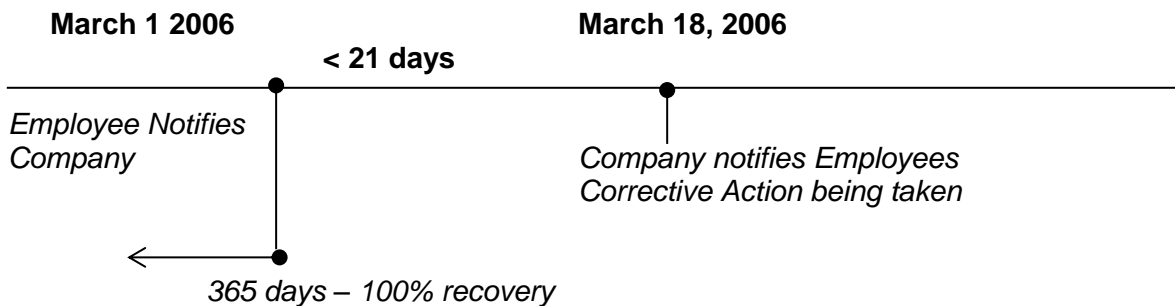 March 1 2006
March 18, 2006
< 21 days
Employee Notifies
Company
Company notifies Employees
Corrective Action being taken
365 days – 100% recovery